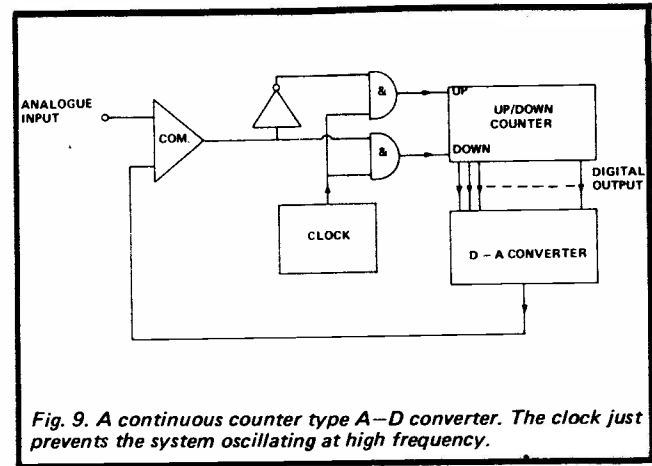 ANALOGUE
INPUT
COM.
&
&
CLOCK
UP
UP/DOWN
COUNTER
DOWN
DIGITAL
OUTPUT
D – A CONVERTER
Fig. 9. A continuous counter type A–D converter. The clock just
prevents the system oscillating at high frequency.